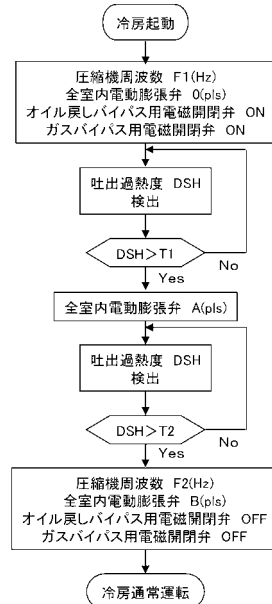 冷房起動
圧縮機周波数 F1(Hz)
全室内電動膨張弁 0(pls)
オイル戻しバイパス用電磁開閉弁 ON
ガスバイパス用電磁開閉弁 ON
吐出過熱度 DSH
検出
DSH>T1
No
Yes
全室内電動膨張弁 A(pls)
吐出過熱度 DSH
検出
DSH>T2
No
Yes
圧縮機周波数 F2(Hz)
全室内電動膨張弁 B(pls)
オイル戻しバイパス用電磁開閉弁 OFF
ガスバイパス用電磁開閉弁 OFF
冷房通常運転